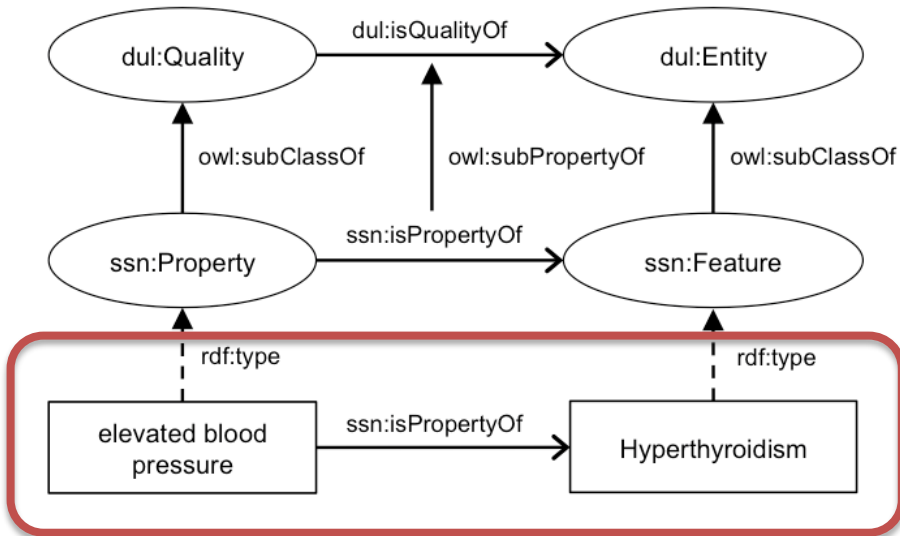 dul:isQualityOf
dul:Quality
dul:Entity
owl:subClassOf
owl:subPropertyOf
owl:subClassOf
ssn:isPropertyOf
ssn:Property
ssn:Feature
rdf:type
rdf:type
ssn:isPropertyOf
elevated blood
pressure
Hyperthyroidism